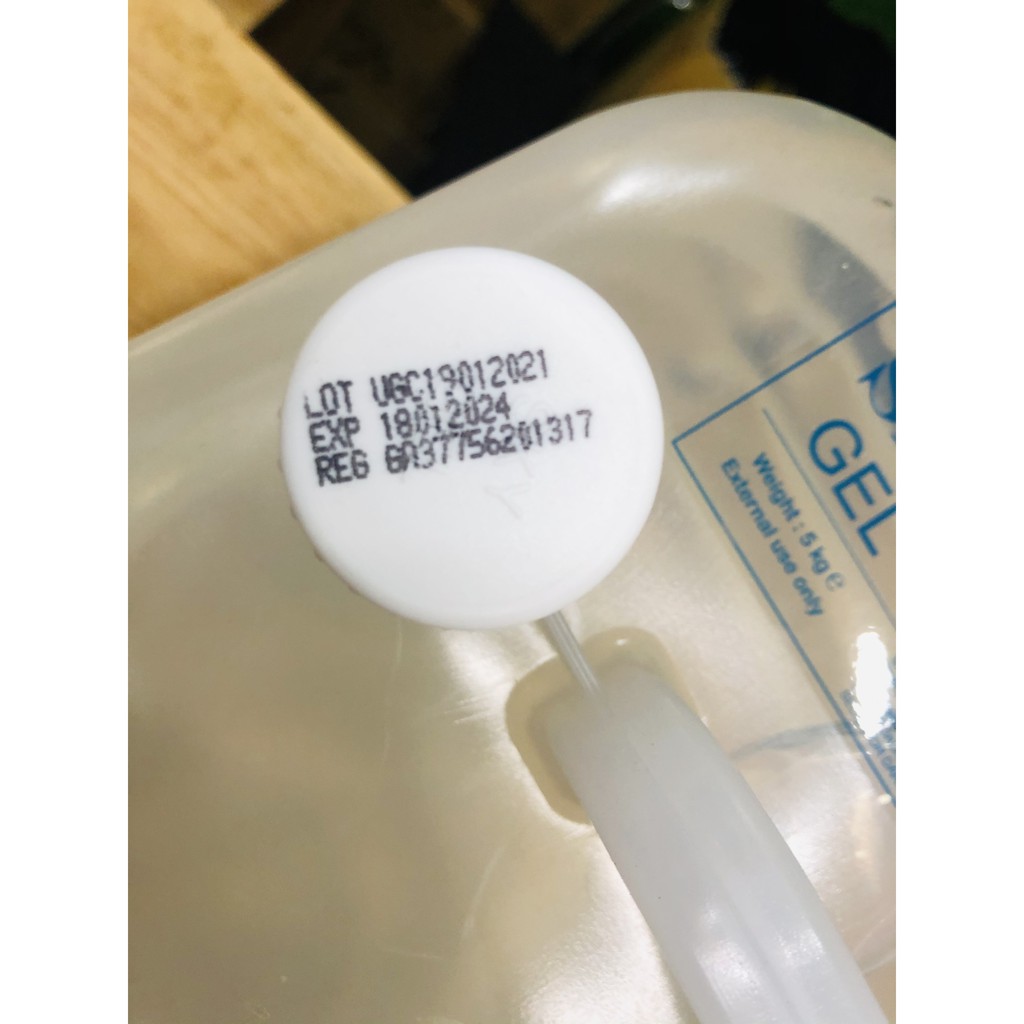 LOT UGC19012021
EXP 18012024
REG GA37756201317
GEL
Weight : 5 kg ℮
External use only